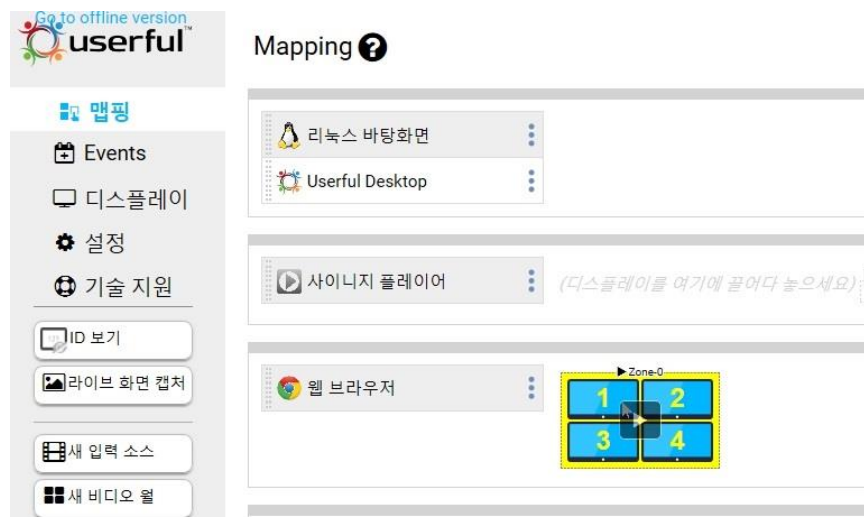 Go to offline version
userful™
맵핑
Events
디스플레이
설정
기술 지원
ID 보기
라이브 화면 캡처
새 입력 소스
새 비디오 월
Mapping ?
리눅스 바탕화면
Userful Desktop
사이니지 플레이어
(디스플레이를 여기에 끌어다 놓으세요)
웹 브라우저
Zone-0
1 2
3 4